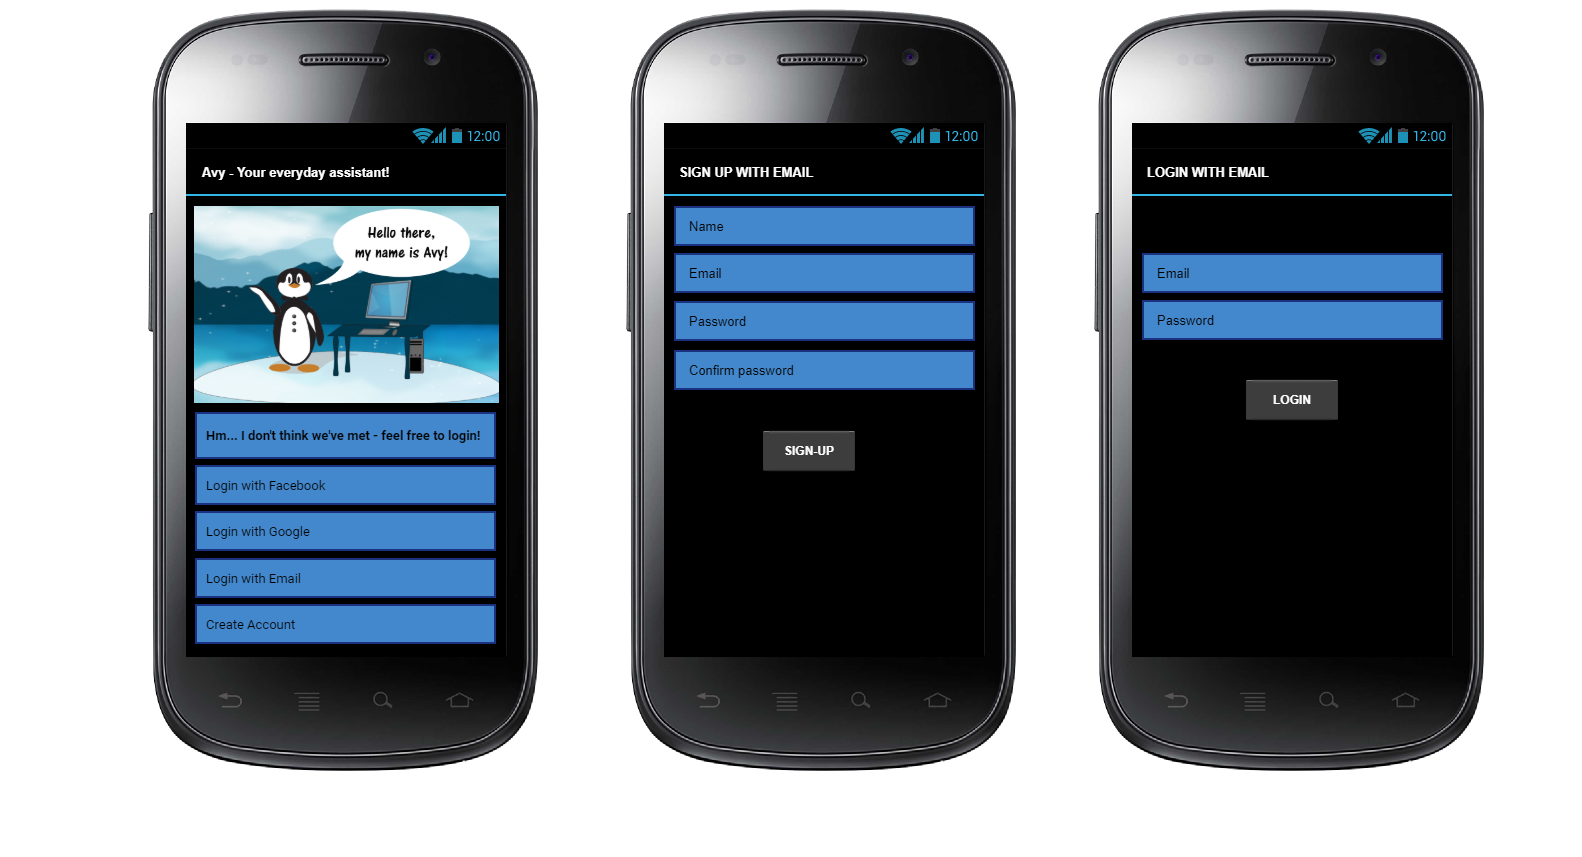 12:00
Avy - Your everyday assistant!
Hello there,
my name is Avy!
Hm... I don't think we've met - feel free to login!
Login with Facebook
Login with Google
Login with Email
Create Account
12:00
SIGN UP WITH EMAIL
Name
Email
Password
Confirm password
SIGN-UP
12:00
LOGIN WITH EMAIL
Email
Password
LOGIN